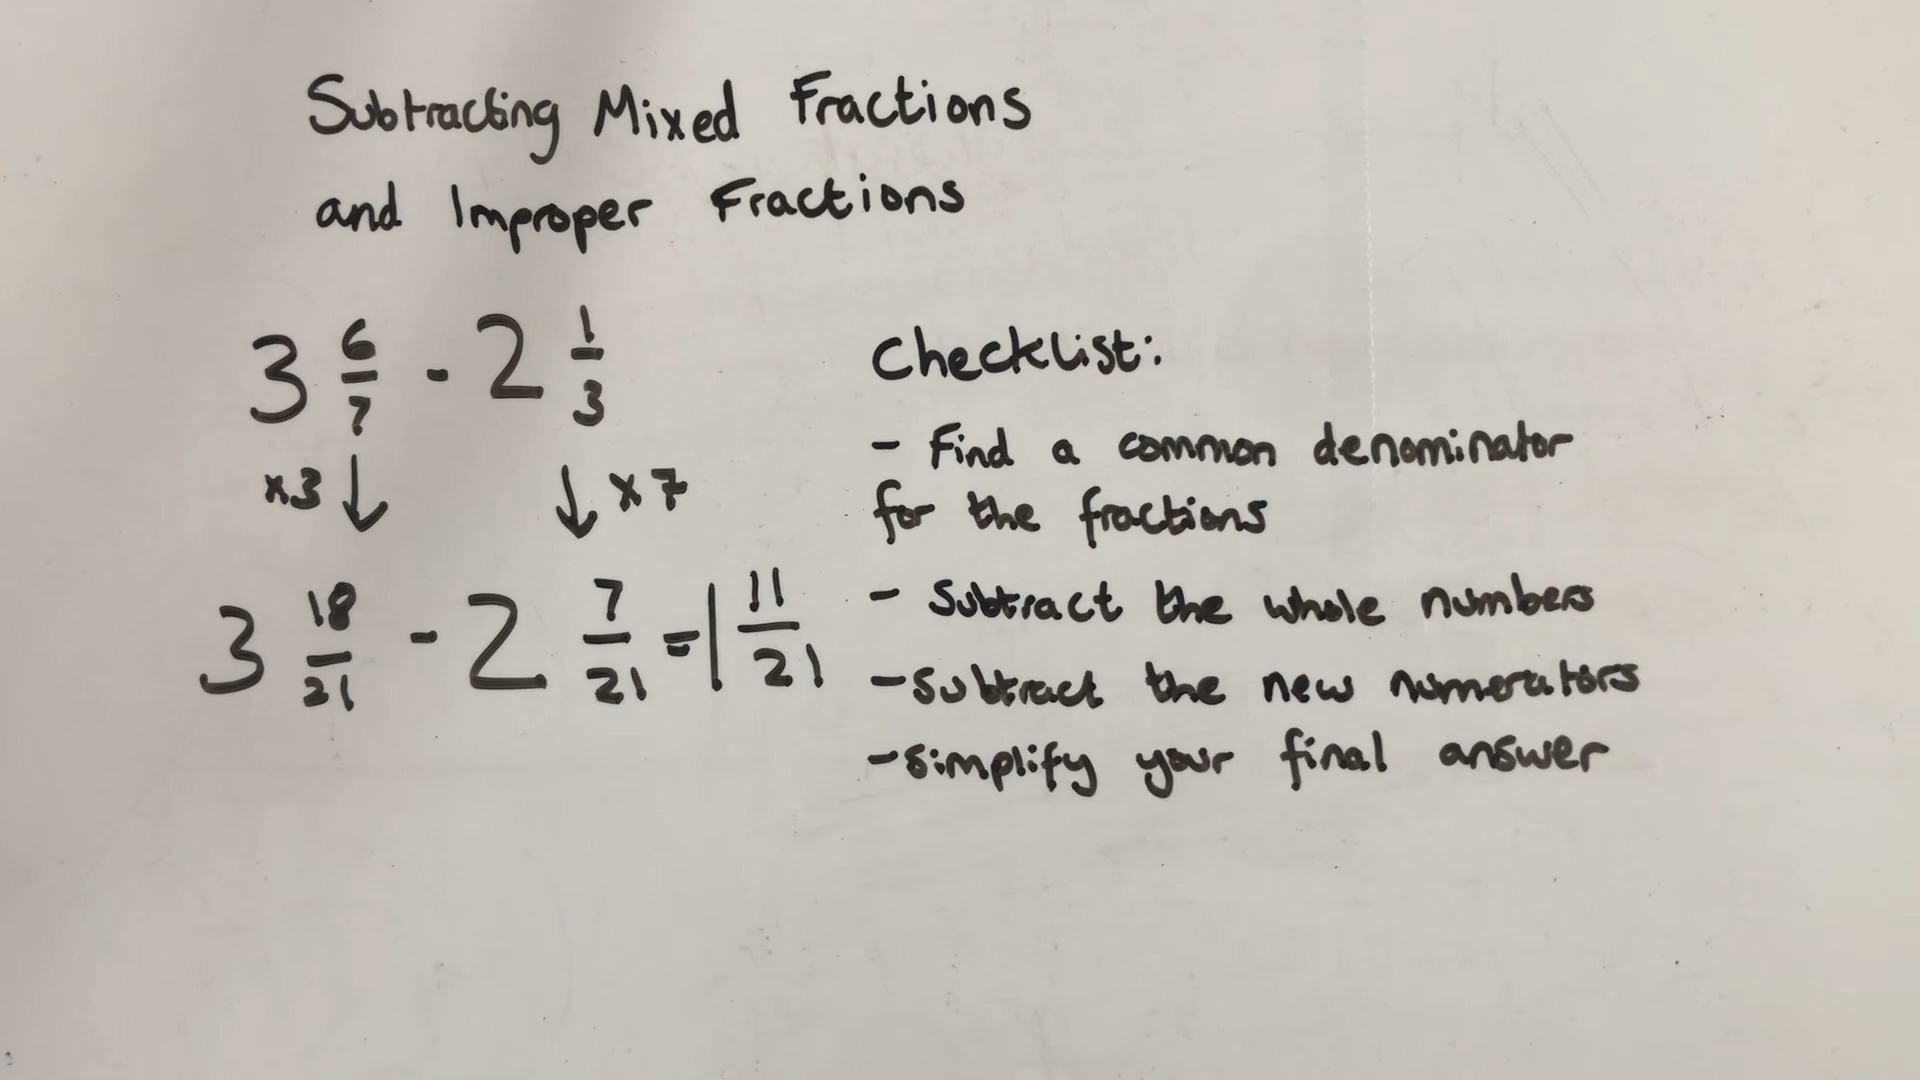 Subtracting Mixed Fractions
and Improper Fractions
3 6/7 - 2 1/3
x3 ↓ ↓ x7
3 18/21 - 2 7/21 = 1 11/21
Checklist:
- Find a common denominator
for the fractions
- Subtract the whole numbers
- Subtract the new numerators
- Simplify your final answer